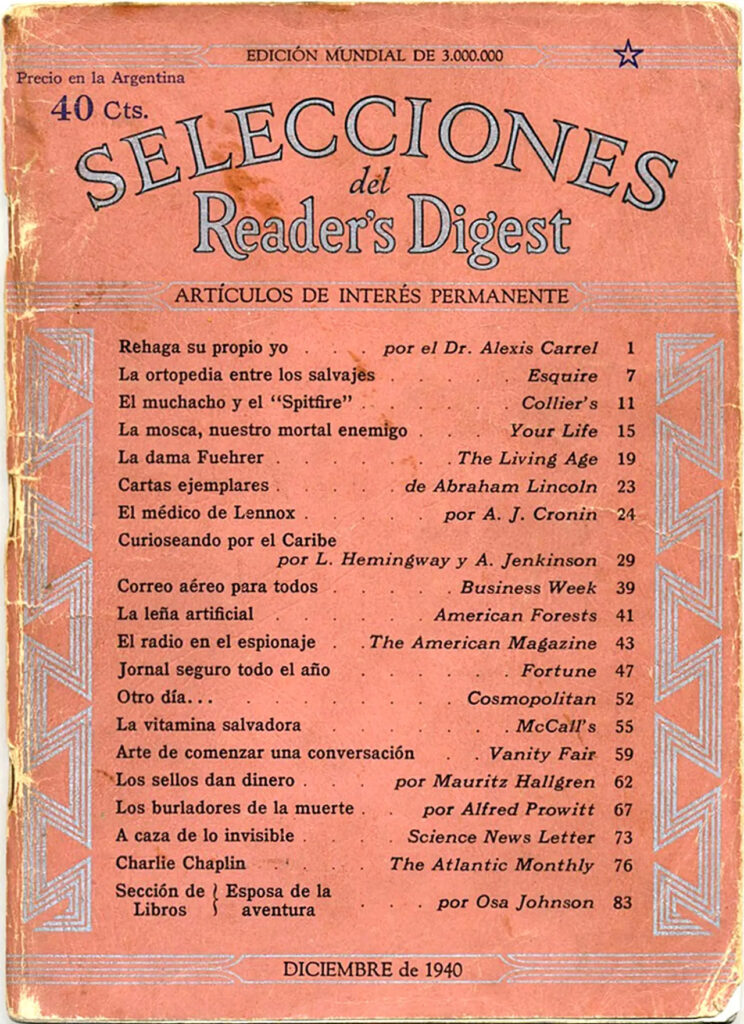 EDICIÓN MUNDIAL DE 3.000.000
Precio en la Argentina
40 Cts.
SELECCIONES
del
Reader's Digest
ARTÍCULOS DE INTERÉS PERMANENTE
Rehaga su propio yo . . . por el Dr. Alexis Carrel 1
La ortopedia entre los salvajes . . . . Esquire 7
El muchacho y el "Spitfire" . . . . . Collier's 11
La mosca, nuestro mortal enemigo . . . Your Life 15
La dama Fuehrer . . . . . . The Living Age 19
Cartas ejemplares . . . . de Abraham Lincoln 23
El médico de Lennox . . . . por A. J. Cronin 24
Curioseando por el Caribe
por L. Hemingway y A. Jenkinson 29
Correo aéreo para todos . . . . Business Week 39
La leña artificial . . . . . American Forests 41
El radio en el espionaje . . The American Magazine 43
Jornal seguro todo el año . . . . . Fortune 47
Otro día... . . . . . . . Cosmopolitan 52
La vitamina salvadora . . . . . . McCall's 55
Arte de comenzar una conversación . . Vanity Fair 59
Los sellos dan dinero . . . por Mauritz Hallgren 62
Los burladores de la muerte . . por Alfred Prowitt 67
A caza de lo invisible . . . . Science News Letter 73
Charlie Chaplin . . . . The Atlantic Monthly 76
Sección de Libros } Esposa de la aventura . . . por Osa Johnson 83
DICIEMBRE de 1940